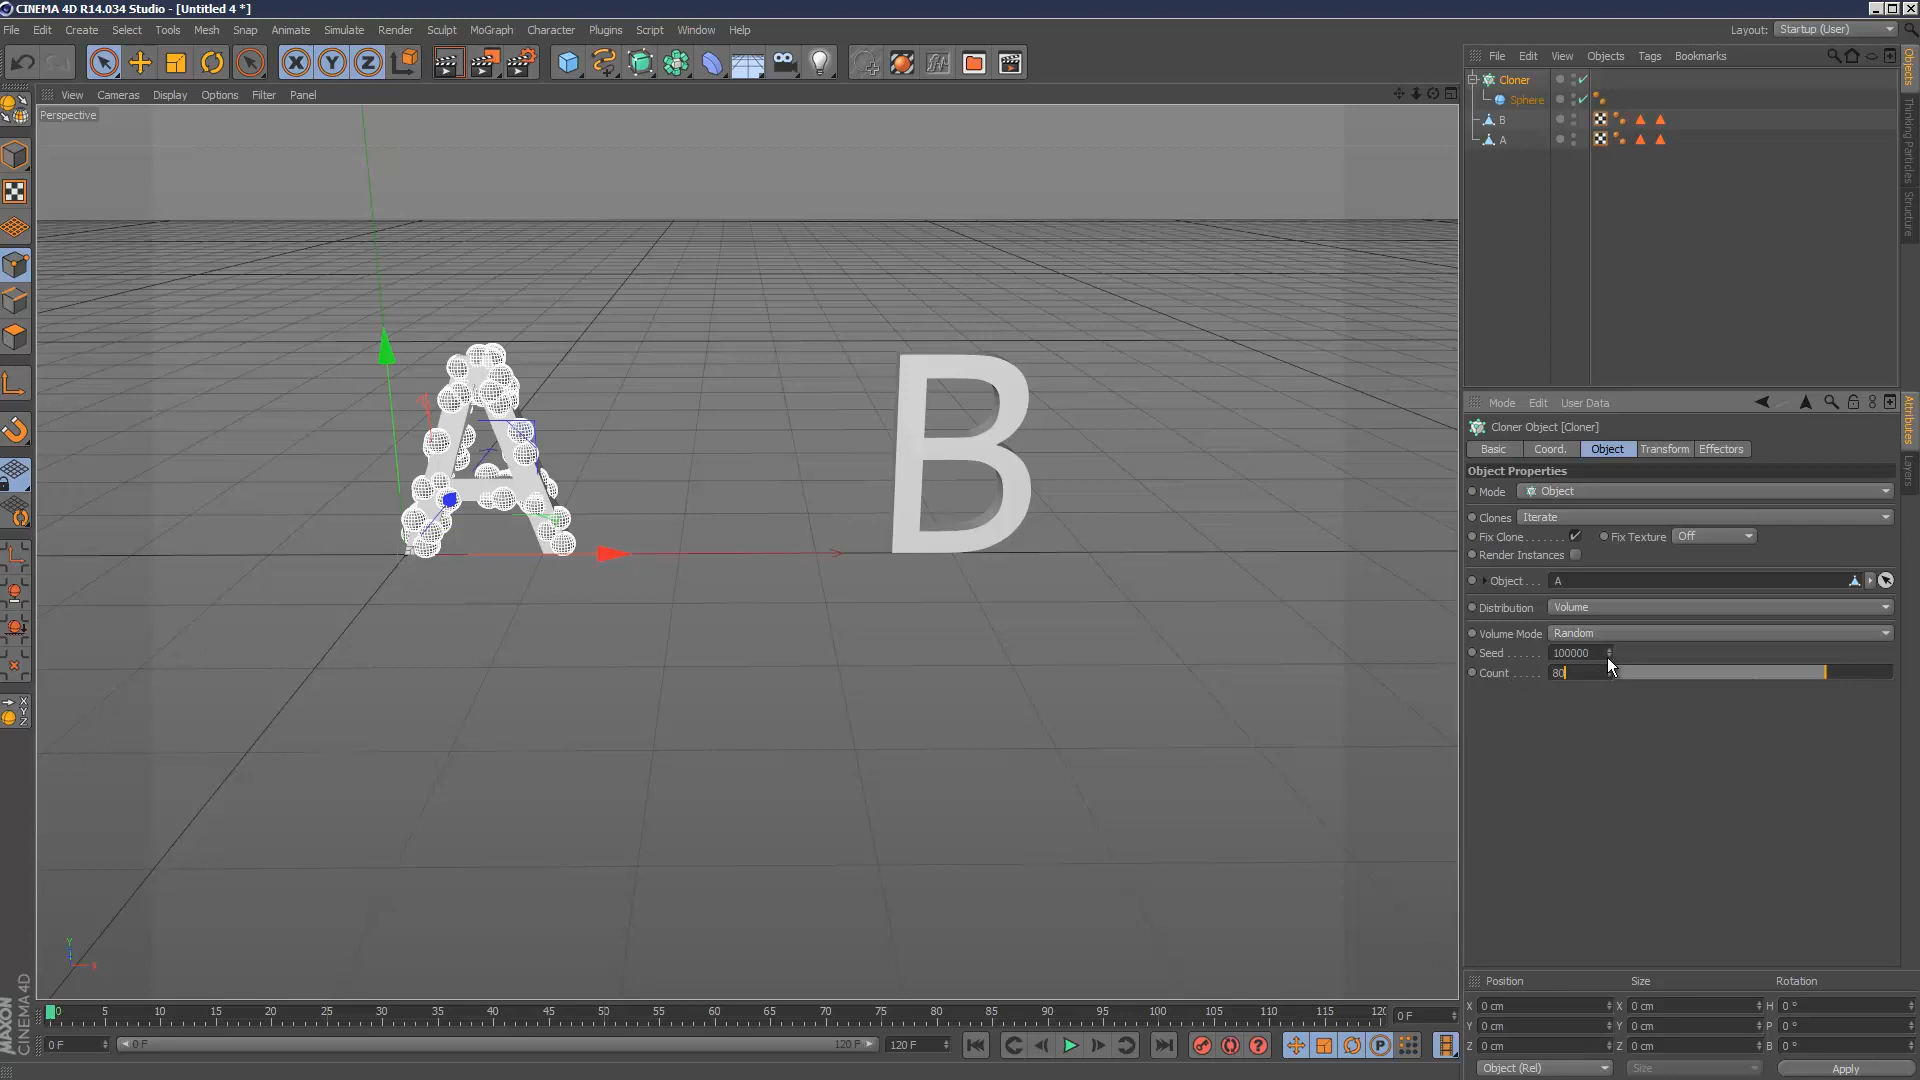 CINEMA 4D R14.034 Studio - [Untitled 4 *]
File Edit Create Select Tools Mesh Snap Animate Simulate Render Sculpt MoGraph Character Plugins Script Window Help
Layout: Startup (User)
X Y Z
View Cameras Display Options Filter Panel
Perspective
File Edit View Objects Tags Bookmarks
Cloner
Sphere
B
A
Objects
Thinking Particles
Structure
B
Mode Edit User Data
Cloner Object [Cloner]
Basic Coord. Object Transform Effectors
Object Properties
Mode Object
Clones Iterate
Fix Clone . . . . . . . Fix Texture Off
Render Instances
Object . . . A
Distribution Volume
Volume Mode Random
Seed . . . . . . 100000
Count . . . . . 80
Attributes
Layers
X
Y
Z
Y
X
MAXON
CINEMA 4D
0 5 10 15 20 25 30 35 40 45 50 55 60 65 70 75 80 85 90 95 100 105 110 115 120
0 F
0 F 0 F 120 F 120 F
P
Position Size Rotation
X 0 cm X 0 cm H 0 °
Y 0 cm Y 0 cm P 0 °
Z 0 cm Z 0 cm B 0 °
Object (Rel) Size Apply